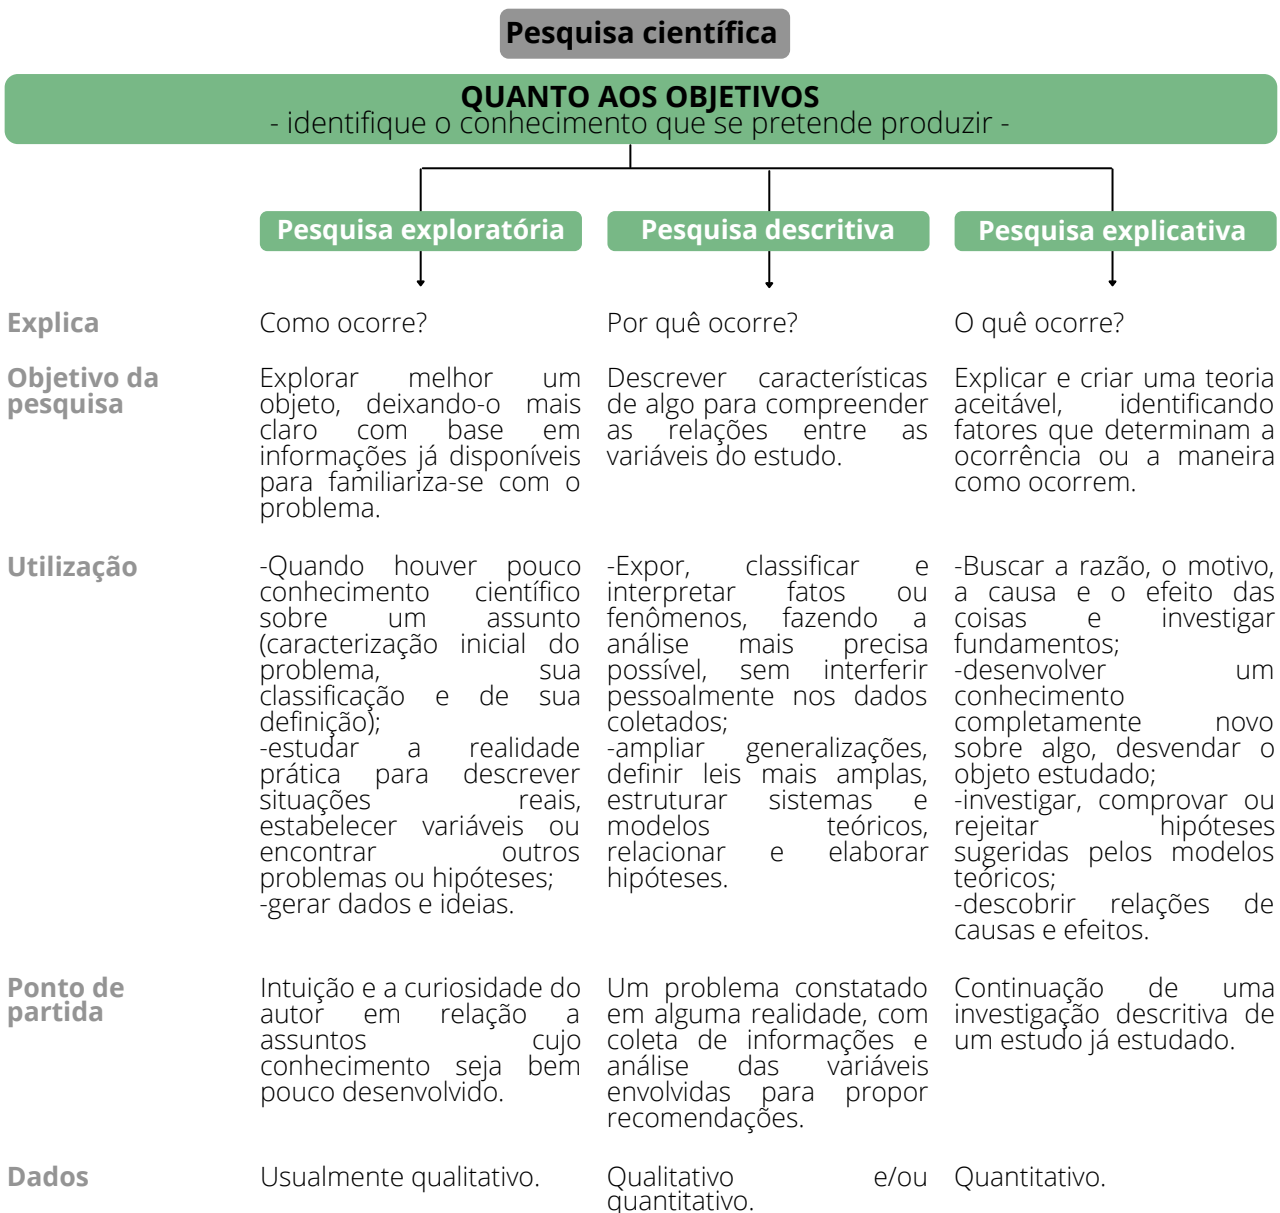 Pesquisa científica
QUANTO AOS OBJETIVOS
- identifique o conhecimento que se pretende produzir -
Pesquisa exploratória
Pesquisa descritiva
Pesquisa explicativa
Explica
Como ocorre?
Por quê ocorre?
O quê ocorre?
Objetivo da
pesquisa
Explorar melhor um
objeto, deixando-o mais
claro com base em
informações já disponíveis
para familiariza-se com o
problema.
Descrever características
de algo para compreender
as relações entre as
variáveis do estudo.
Explicar e criar uma teoria
aceitável, identificando
fatores que determinam a
ocorrência ou a maneira
como ocorrem.
Utilização
-Quando houver pouco
conhecimento científico
sobre um assunto
(caracterização inicial do
problema, sua
classificação e de sua
definição);
-estudar a realidade
prática para descrever
situações reais,
estabelecer variáveis ou
encontrar outros
problemas ou hipóteses;
-gerar dados e ideias.
-Expor, classificar e
interpretar fatos ou
fenômenos, fazendo a
análise mais precisa
possível, sem interferir
pessoalmente nos dados
coletados;
-ampliar generalizações,
definir leis mais amplas,
estruturar sistemas e
modelos teóricos,
relacionar e elaborar
hipóteses.
-Buscar a razão, o motivo,
a causa e o efeito das
coisas e investigar
fundamentos;
-desenvolver um
conhecimento
completamente novo
sobre algo, desvendar o
objeto estudado;
-investigar, comprovar ou
rejeitar hipóteses
sugeridas pelos modelos
teóricos;
-descobrir relações de
causas e efeitos.
Ponto de
partida
Intuição e a curiosidade do
autor em relação a
assuntos cujo
conhecimento seja bem
pouco desenvolvido.
Um problema constatado
em alguma realidade, com
coleta de informações e
análise das variáveis
envolvidas para propor
recomendações.
Continuação de uma
investigação descritiva de
um estudo já estudado.
Dados
Usualmente qualitativo.
Qualitativo e/ou
quantitativo.
Quantitativo.